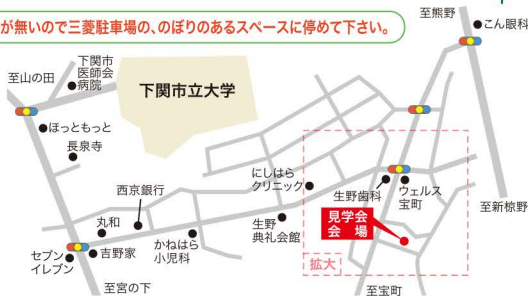 が無いので三菱駐車場の、のぼりのあるスペースに停めて下さい。
至熊野
こん眼科
下関市
医師会
病院
至山の田
下関市立大学
ほっともっと
長泉寺
にしはら
クリニック
生野歯科
ウェルス
宝町
至新椋野
西京銀行
丸和
生野
典礼会館
見学会
会場
かねはら
小児科
セブン
イレブン
吉野家
拡大
至宮の下
至宝町